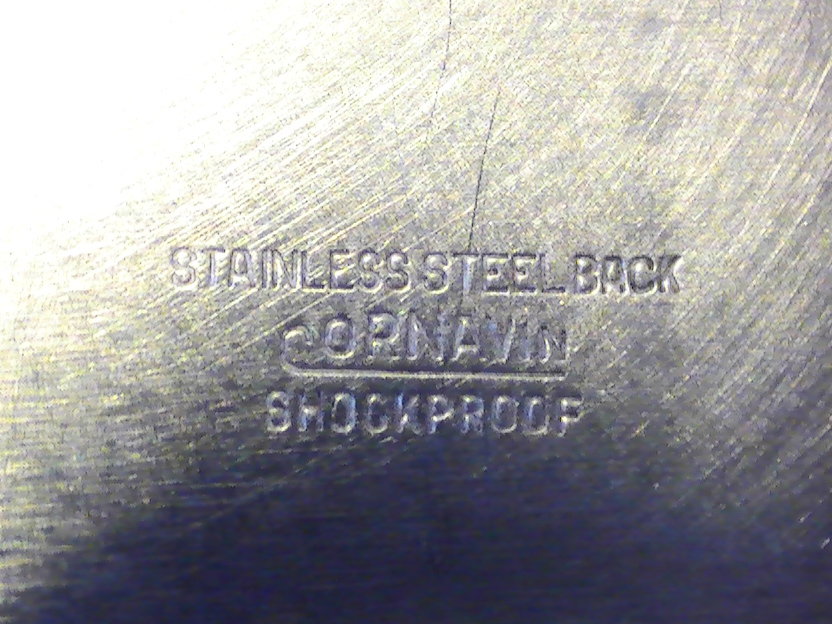 STAINLESS STEEL BACK
CORNAVIN
SHOCKPROOF